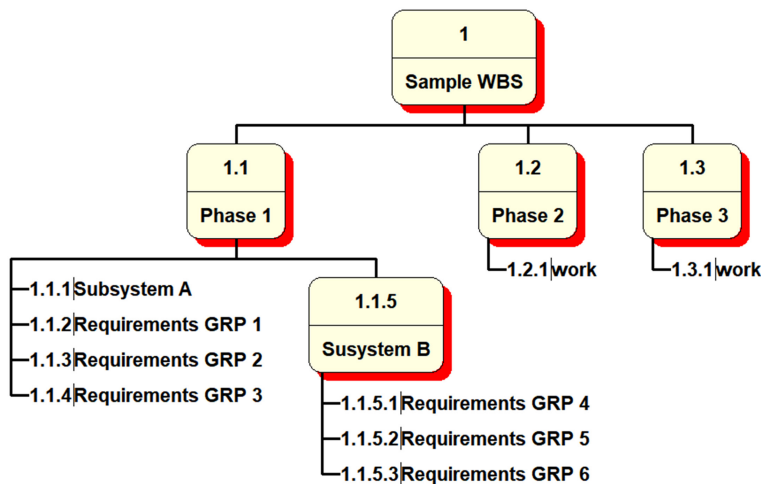 1
Sample WBS
1.1
Phase 1
1.2
Phase 2
1.3
Phase 3
1.1.1 Subsystem A
1.1.2 Requirements GRP 1
1.1.3 Requirements GRP 2
1.1.4 Requirements GRP 3
1.1.5
Susystem B
1.1.5.1 Requirements GRP 4
1.1.5.2 Requirements GRP 5
1.1.5.3 Requirements GRP 6
1.2.1 work
1.3.1 work